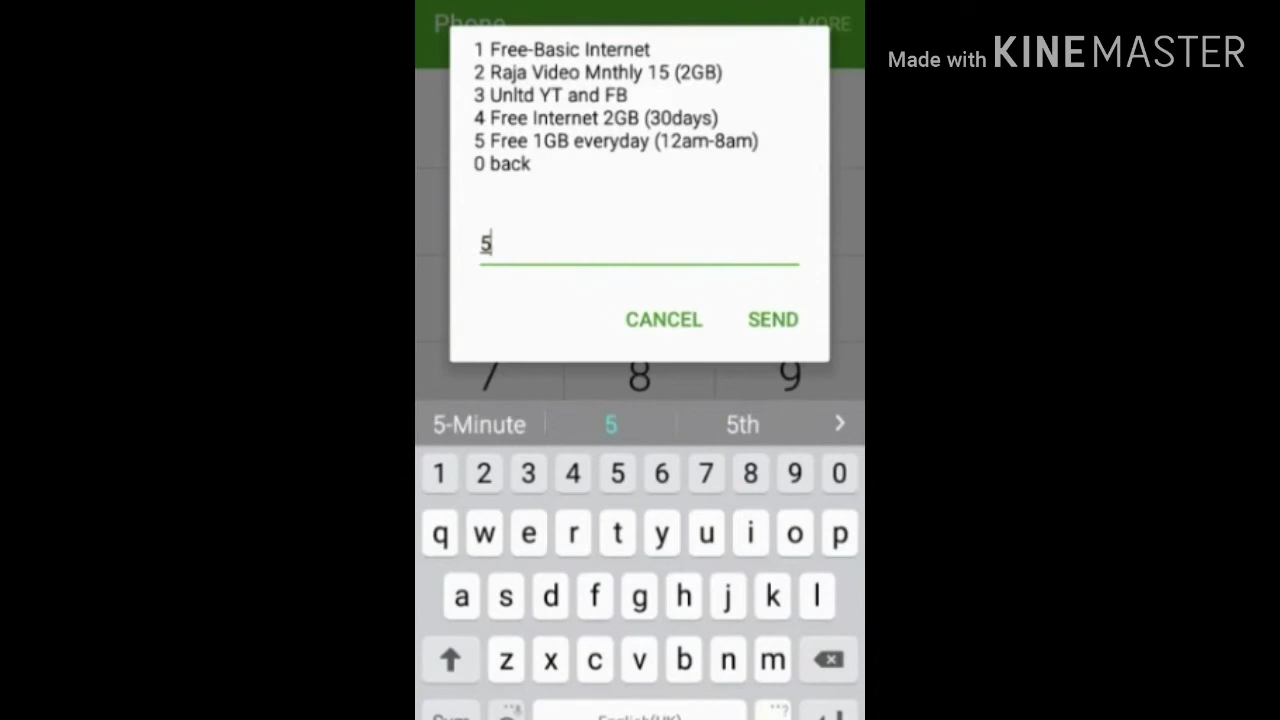 Phone
MORE
Made with KINEMASTER
1 Free-Basic Internet
2 Raja Video Mnthly 15 (2GB)
3 Unltd YT and FB
4 Free Internet 2GB (30days)
5 Free 1GB everyday (12am-8am)
0 back
5
CANCEL SEND
7 8 9
5-Minute 5 5th >
1 2 3 4 5 6 7 8 9 0
q w e r t y u i o p
a s d f g h j k l
z x c v b n m
Sym English(UK)